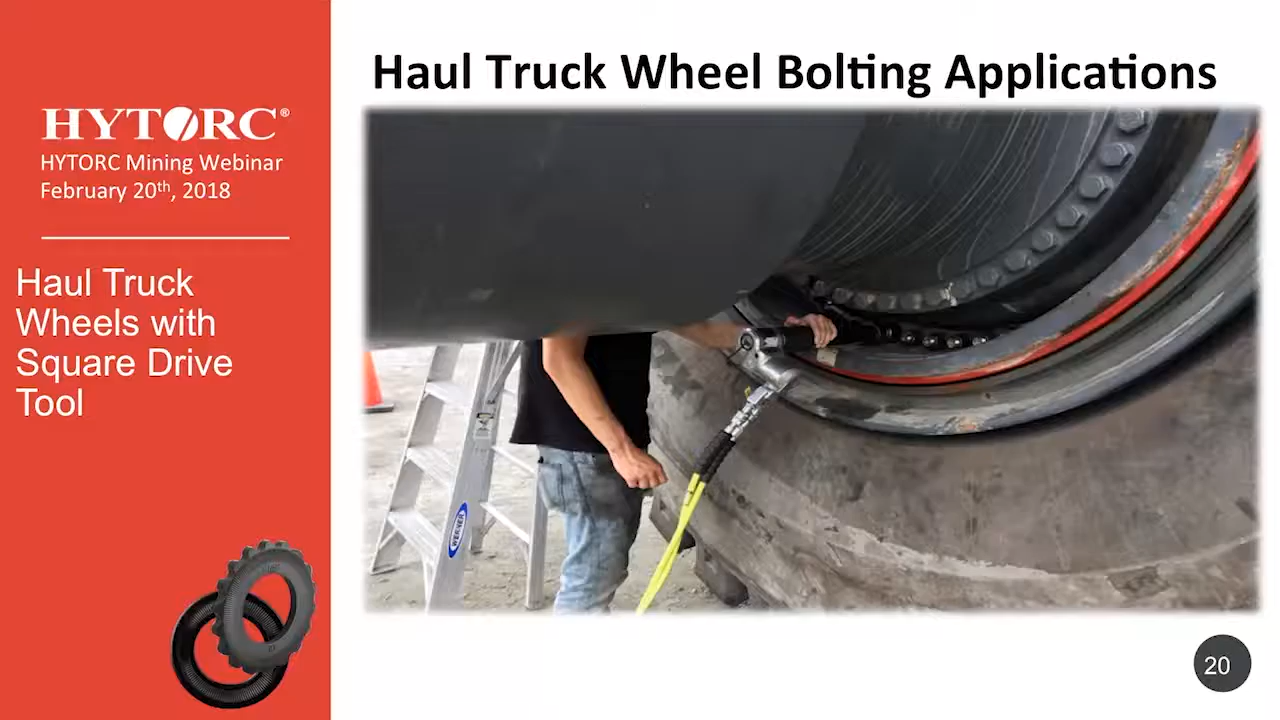 Haul Truck Wheel Bolting Applications
HYTORC®
HYTORC Mining Webinar
February 20th, 2018
Haul Truck
Wheels with
Square Drive
Tool
WERNER
20